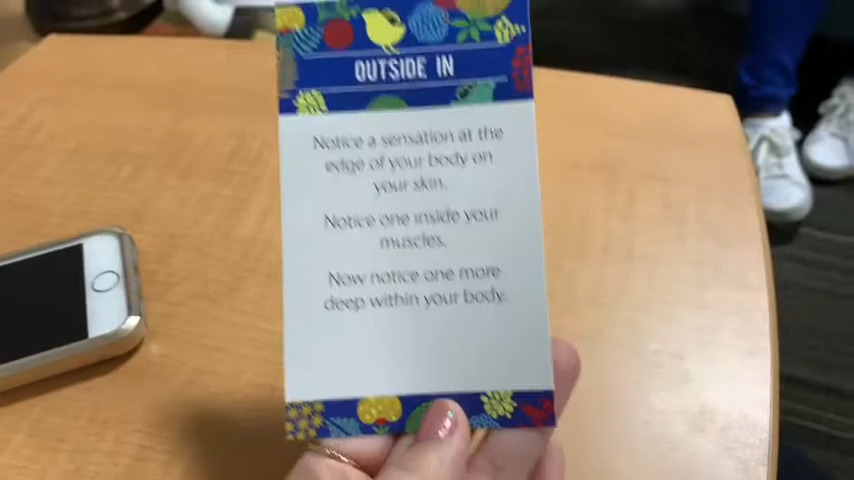 OUTSIDE IN
Notice a sensation at the
edge of your body on
your skin.
Notice one inside your
muscles.
Now notice one more
deep within your body.